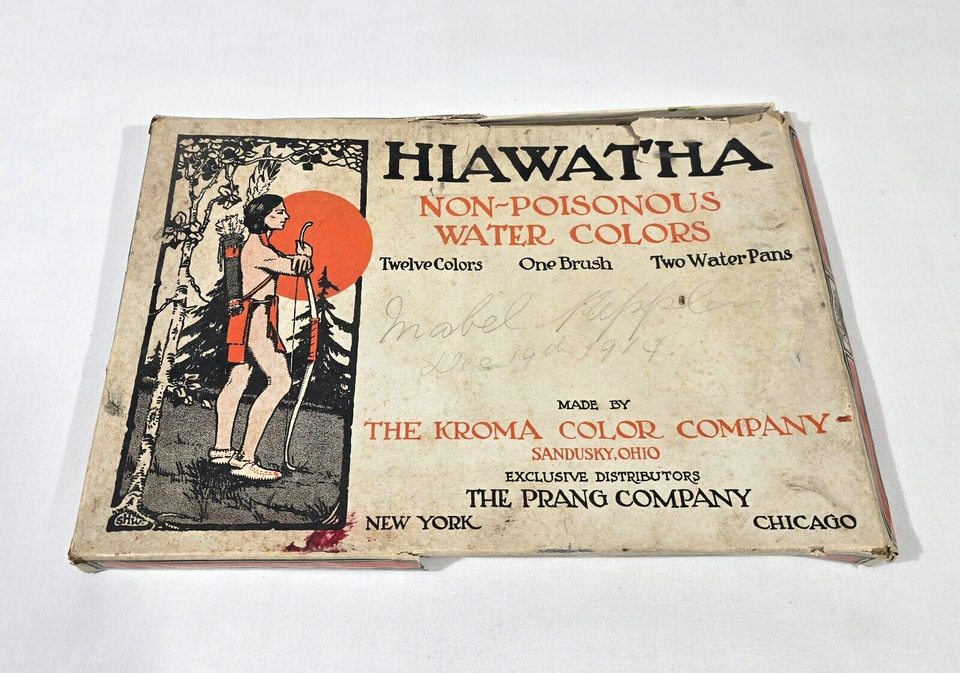 HIAWATHA
NON-POISONOUS
WATER COLORS
Twelve Colors One Brush Two Water Pans
Mabel
Dec 19th 1914
MADE BY
THE KROMA COLOR COMPANY
SANDUSKY, OHIO
EXCLUSIVE DISTRIBUTORS
THE PRANG COMPANY
NEW YORK CHICAGO